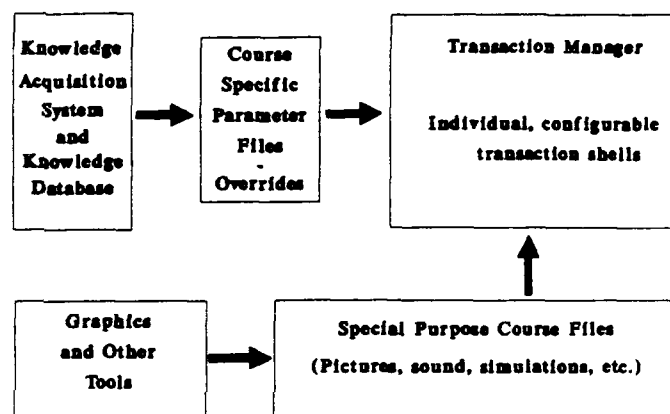 Knowledge
Acquisition
System
and
Knowledge
Database
Course
Specific
Parameter
Files
-
Overrides
Transaction Manager
Individual, configurable
transaction shells
Graphics
and Other
Tools
Special Purpose Course Files
(Pictures, sound, simulations, etc.)